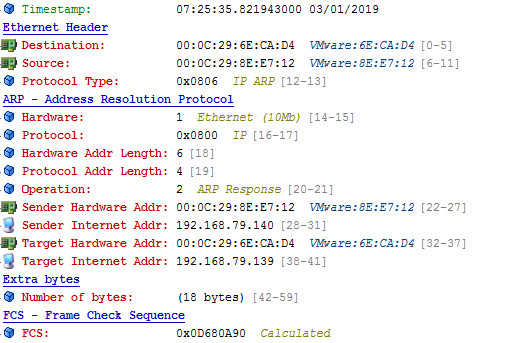 Timestamp: 07:25:35.821943000 03/01/2019
Ethernet Header
Destination: 00:0C:29:6E:CA:D4 VMware:6E:CA:D4 [0-5]
Source: 00:0C:29:8E:E7:12 VMware:8E:E7:12 [6-11]
Protocol Type: 0x0806 IP ARP [12-13]
ARP - Address Resolution Protocol
Hardware: 1 Ethernet (10Mb) [14-15]
Protocol: 0x0800 IP [16-17]
Hardware Addr Length: 6 [18]
Protocol Addr Length: 4 [19]
Operation: 2 ARP Response [20-21]
Sender Hardware Addr: 00:0C:29:8E:E7:12 VMware:8E:E7:12 [22-27]
Sender Internet Addr: 192.168.79.140 [28-31]
Target Hardware Addr: 00:0C:29:6E:CA:D4 VMware:6E:CA:D4 [32-37]
Target Internet Addr: 192.168.79.139 [38-41]
Extra bytes
Number of bytes: (18 bytes) [42-59]
FCS - Frame Check Sequence
FCS: 0x0D680A90 Calculated